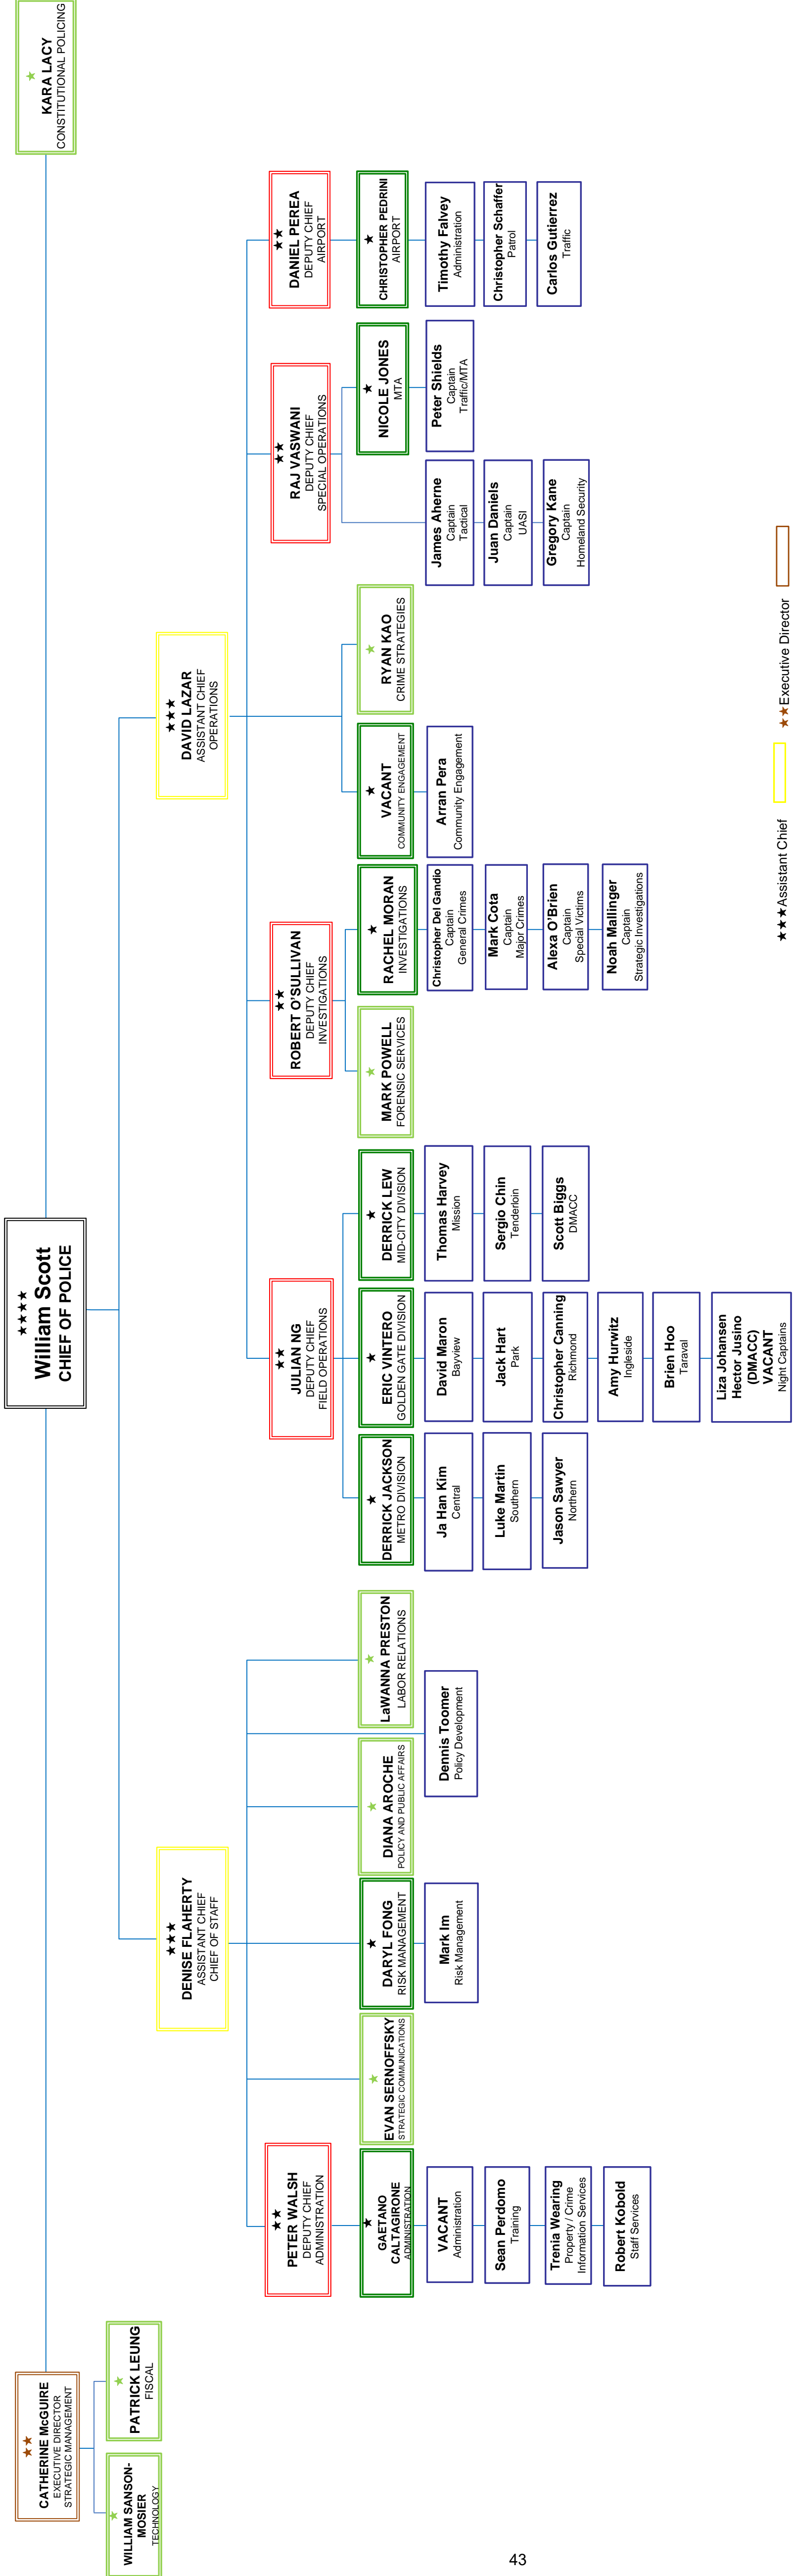 ★★★★
William Scott
CHIEF OF POLICE
★★
CATHERINE McGUIRE
EXECUTIVE DIRECTOR
STRATEGIC MANAGEMENT
★
WILLIAM SANSON-
MOSIER
TECHNOLOGY
★
PATRICK LEUNG
FISCAL
★
KARA LACY
CONSTITUTIONAL POLICING
★★★
DENISE FLAHERTY
ASSISTANT CHIEF
CHIEF OF STAFF
★★
PETER WALSH
DEPUTY CHIEF
ADMINISTRATION
★
GAETANO
CALTAGIRONE
ADMINISTRATION
VACANT
Administration
Sean Perdomo
Training
Trenia Wearing
Property / Crime
Information Services
Robert Kobold
Staff Services
★
EVAN SERNOFFSKY
STRATEGIC COMMUNICATIONS
★
DARYL FONG
RISK MANAGEMENT
Mark Im
Risk Management
★
DIANA AROCHE
POLICY AND PUBLIC AFFAIRS
Dennis Toomer
Policy Development
★
LaWANNA PRESTON
LABOR RELATIONS
★★★
DAVID LAZAR
ASSISTANT CHIEF
OPERATIONS
★★
JULIAN NG
DEPUTY CHIEF
FIELD OPERATIONS
★
DERRICK JACKSON
METRO DIVISION
Ja Han Kim
Central
Luke Martin
Southern
Jason Sawyer
Northern
★
ERIC VINTERO
GOLDEN GATE DIVISION
David Maron
Bayview
Jack Hart
Park
Christopher Canning
Richmond
Amy Hurwitz
Ingleside
Brien Hoo
Taraval
Liza Johansen
Hector Jusino
(DMACC)
VACANT
Night Captains
★
DERRICK LEW
MID-CITY DIVISION
Thomas Harvey
Mission
Sergio Chin
Tenderloin
Scott Biggs
DMACC
★★
ROBERT O'SULLIVAN
DEPUTY CHIEF
INVESTIGATIONS
★
MARK POWELL
FORENSIC SERVICES
★
RACHEL MORAN
INVESTIGATIONS
Christopher Del Gandio
Captain
General Crimes
Mark Cota
Captain
Major Crimes
Alexa O'Brien
Captain
Special Victims
Noah Mallinger
Captain
Strategic Investigations
★
VACANT
COMMUNITY ENGAGEMENT
Arran Pera
Community Engagement
★
RYAN KAO
CRIME STRATEGIES
★★
RAJ VASWANI
DEPUTY CHIEF
SPECIAL OPERATIONS
James Aherne
Captain
Tactical
Juan Daniels
Captain
UASI
Gregory Kane
Captain
Homeland Security
★
NICOLE JONES
MTA
Peter Shields
Captain
Traffic/MTA
★★
DANIEL PEREA
DEPUTY CHIEF
AIRPORT
★
CHRISTOPHER PEDRINI
AIRPORT
Timothy Falvey
Administration
Christopher Schaffer
Patrol
Carlos Gutierrez
Traffic
★★★Assistant Chief
★★Executive Director
43